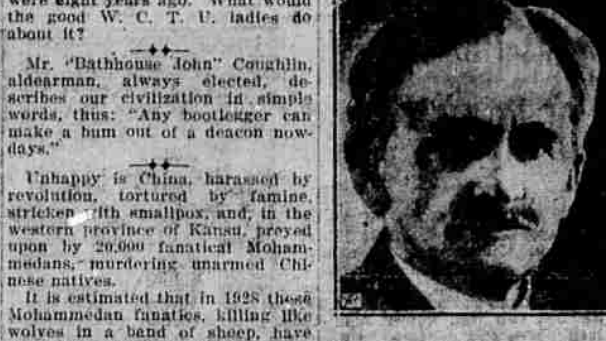 were eight years ago. What would
the good W. C. T. U. ladies do
about it?
Mr. "Bathhouse John" Coughlin,
aldearman, always elected, de-
scribes our civilization in simple
words, thus: "Any bootlegger can
make a bum out of a deacon now-
days."
Unhappy is China, harassed by
revolution, tortured by famine,
stricken with smallpox, and, in the
western province of Kansu, preyed
upon by 20,000 fanatical Moham-
medans, murdering unarmed Chi-
nese natives.
It is estimated that in 1928 these
Mohammedan fanatics, killing like
wolves in a band of sheep, have